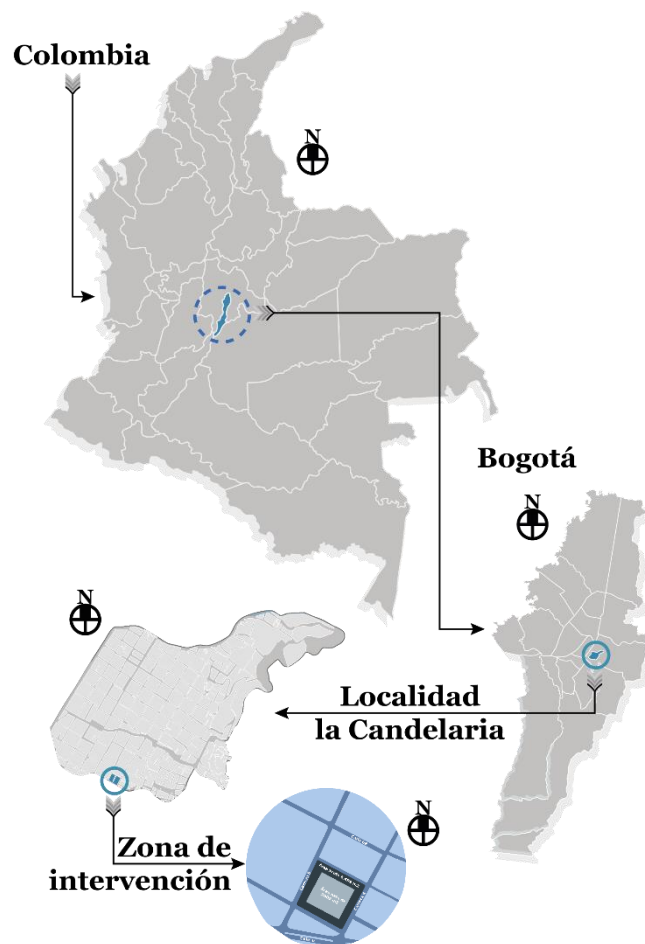 Colombia
N
Bogotá
N
N
Localidad
la Candelaria
N
Zona de
intervención